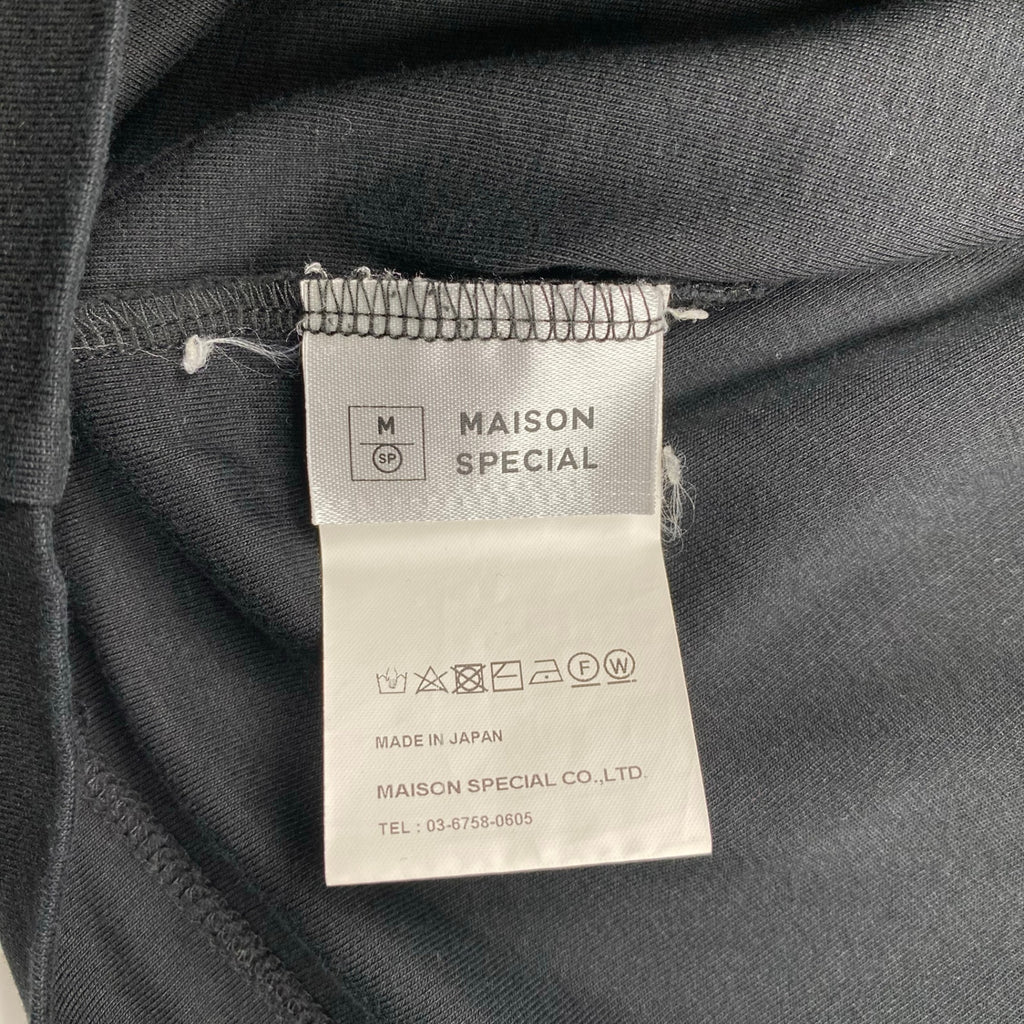 M
SP
MAISON
SPECIAL
F W
MADE IN JAPAN
MAISON SPECIAL CO.,LTD.
TEL : 03-6758-0605